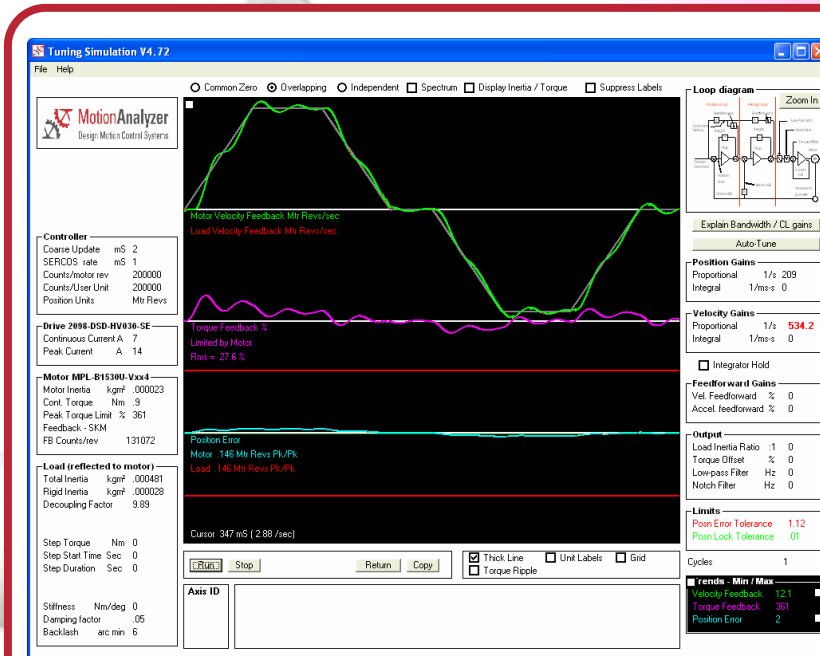 Tuning Simulation V4.72
File Help
Common Zero Overlapping Independent Spectrum Display Inertia / Torque Suppress Labels
MotionAnalyzer
Design Motion Control Systems
Controller
Coarse Update mS 2
SERCOS rate mS 1
Counts/motor rev 200000
Counts/User Unit 200000
Position Units Mtr Revs
Drive 2098-DSD-HV030-SE
Continuous Current A 7
Peak Current A 14
Motor MPL-B1530U-Vxx4
Motor Inertia kgm² .000023
Cont. Torque Nm .9
Peak Torque Limit % 361
Feedback - SKM
FB Counts/rev 131072
Load (reflected to motor)
Total Inertia kgm² .000481
Rigid Inertia kgm² .000028
Decoupling Factor 9.89
Step Torque Nm 0
Step Start Time Sec 0
Step Duration Sec 0
Stiffness Nm/deg 0
Damping factor .05
Backlash arc min 6
Motor Velocity Feedback Mtr Revs/sec
Load Velocity Feedback Mtr Revs/sec
Torque Feedback %
Limited by Motor
Rms = 27.6 %
Position Error
Motor .146 Mtr Revs Pk/Pk
Load .146 Mtr Revs Pk/Pk
Cursor 347 mS ( 2.88 /sec)
Run Stop Return Copy
Thick Line Unit Labels Grid
Torque Ripple
Axis ID
Loop diagram
Zoom In
Explain Bandwidth / CL gains
Auto-Tune
Position Gains
Proportional 1/s 209
Integral 1/ms-s 0
Velocity Gains
Proportional 1/s 534.2
Integral 1/ms-s 0
Integrator Hold
Feedforward Gains
Vel. Feedforward % 0
Accel. feedforward % 0
Output
Load Inertia Ratio :1 0
Torque Offset % 0
Low-pass Filter Hz 0
Notch Filter Hz 0
Limits
Posn Error Tolerance 1.12
Posn Lock Tolerance .01
Cycles 1
Trends - Min / Max
Velocity Feedback 12.1
Torque Feedback 361
Position Error 2